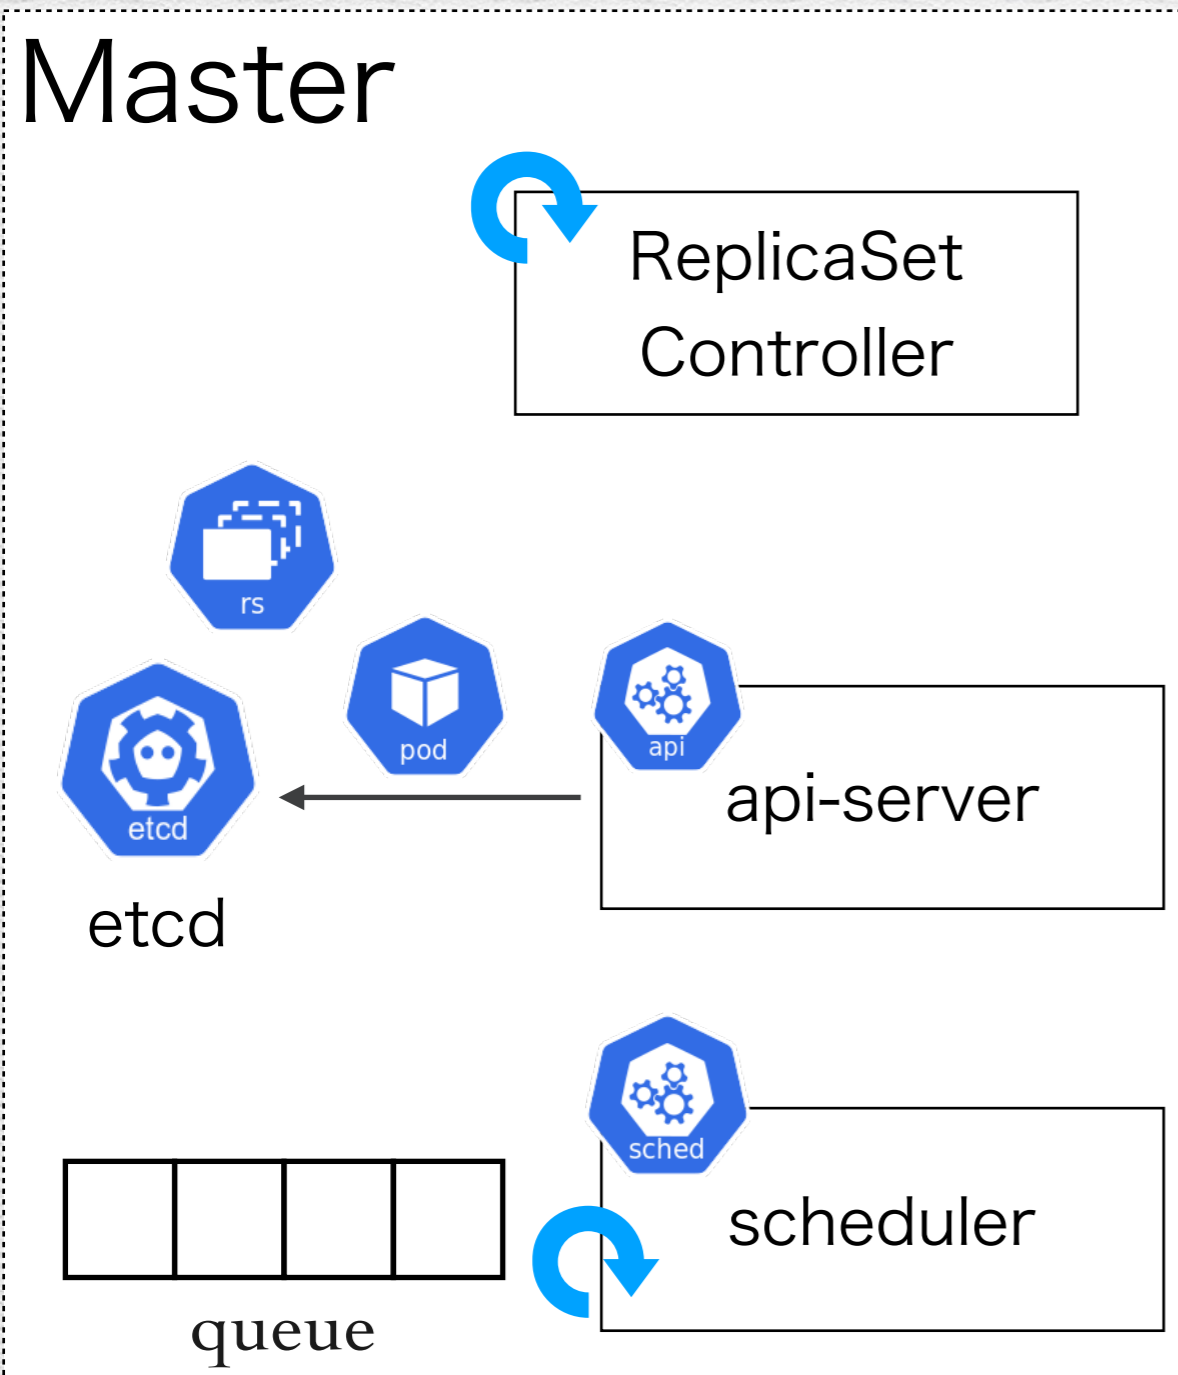 Master
ReplicaSet
Controller
rs
pod
api
api-server
etcd
etcd
sched
scheduler
queue